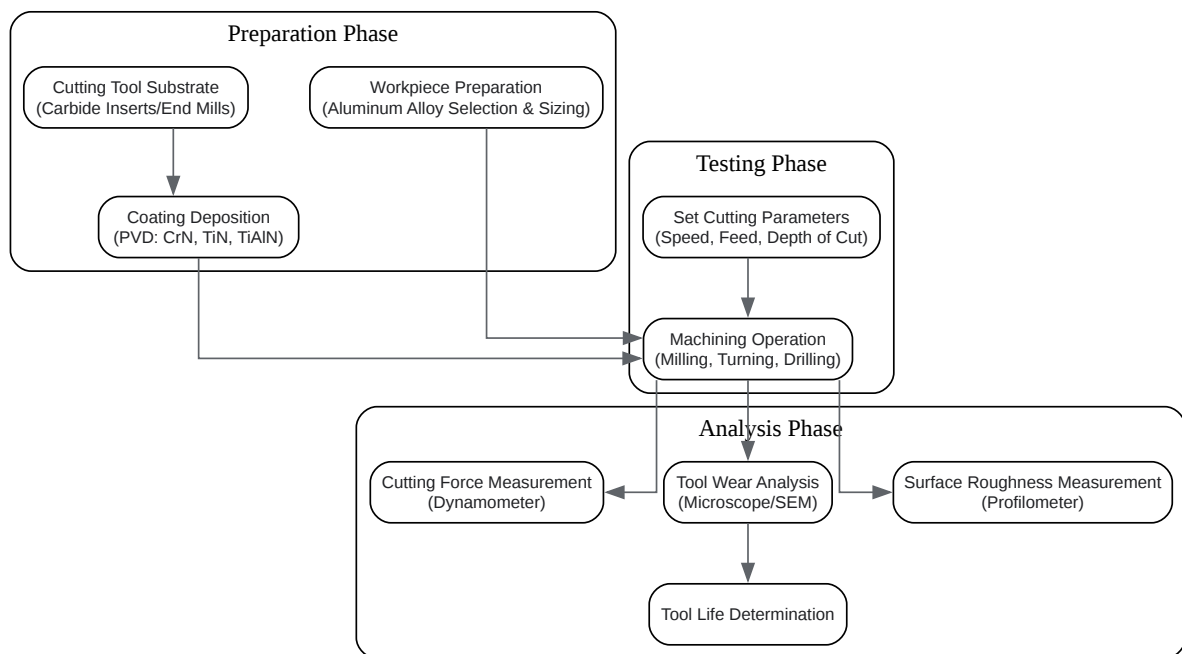 Preparation Phase
Cutting Tool Substrate
(Carbide Inserts/End Mills)
Workpiece Preparation
(Aluminum Alloy Selection & Sizing)
Coating Deposition
(PVD: CrN, TiN, TiAlN)
Testing Phase
Set Cutting Parameters
(Speed, Feed, Depth of Cut)
Machining Operation
(Milling, Turning, Drilling)
Analysis Phase
Cutting Force Measurement
(Dynamometer)
Tool Wear Analysis
(Microscope/SEM)
Surface Roughness Measurement
(Profilometer)
Tool Life Determination